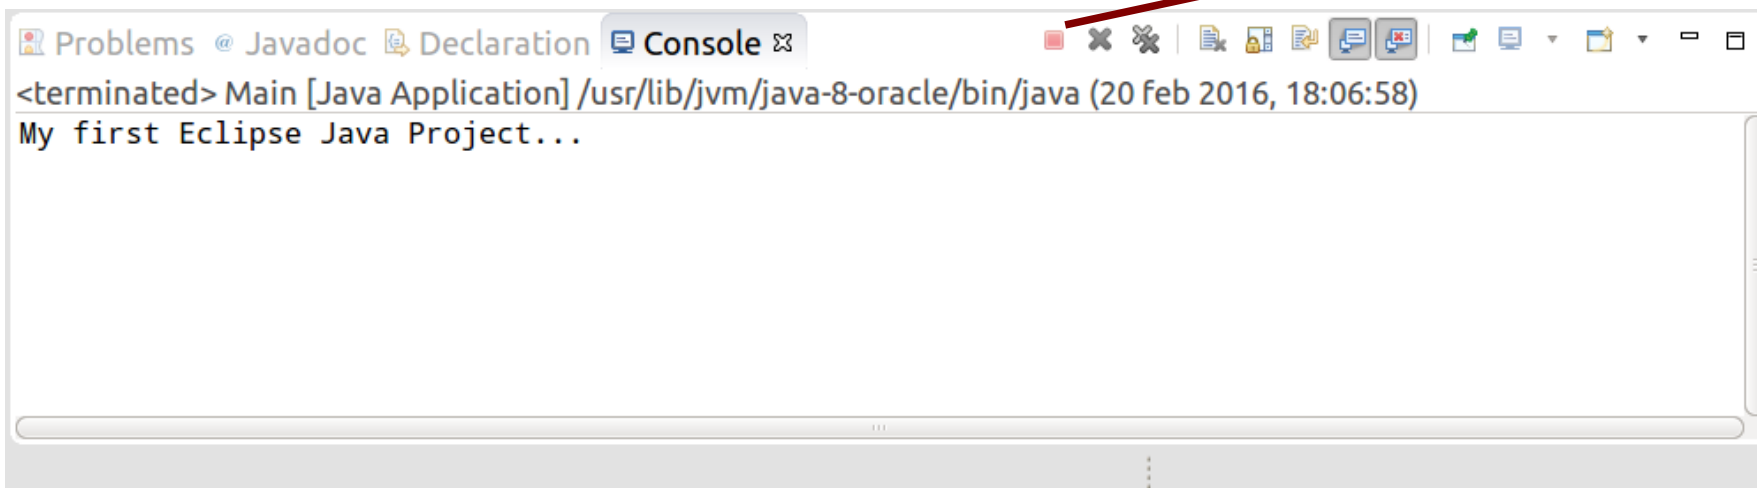 Problems @ Javadoc Declaration Console
<terminated> Main [Java Application] /usr/lib/jvm/java-8-oracle/bin/java (20 feb 2016, 18:06:58)
My first Eclipse Java Project...